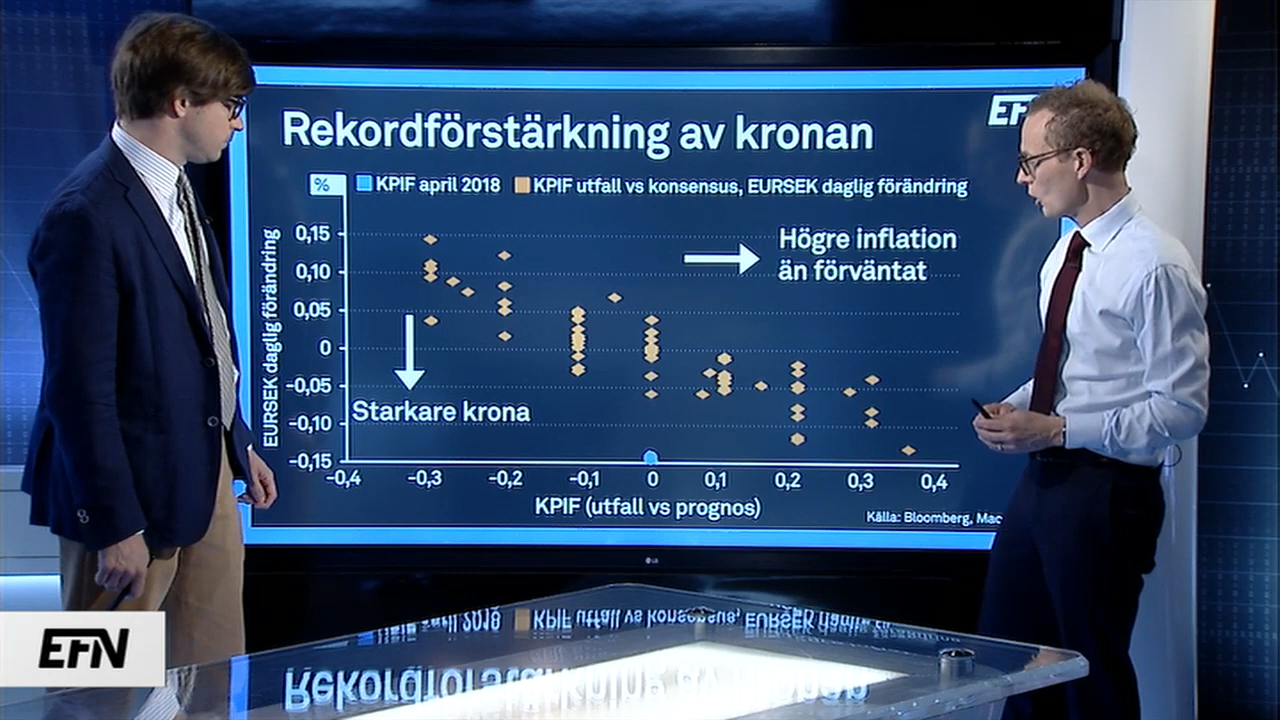 Rekordförstärkning av kronan
%
KPIF april 2018
KPIF utfall vs konsensus, EURSEK daglig förändring
EURSEK daglig förändring
0,15
0,10
0,05
0
-0,05
-0,10
-0,15
Högre inflation
än förväntat
Starkare krona
-0,4
-0,3
-0,2
-0,1
0
0,1
0,2
0,3
0,4
KPIF (utfall vs prognos)
Källa: Bloomberg,
LG
EFN